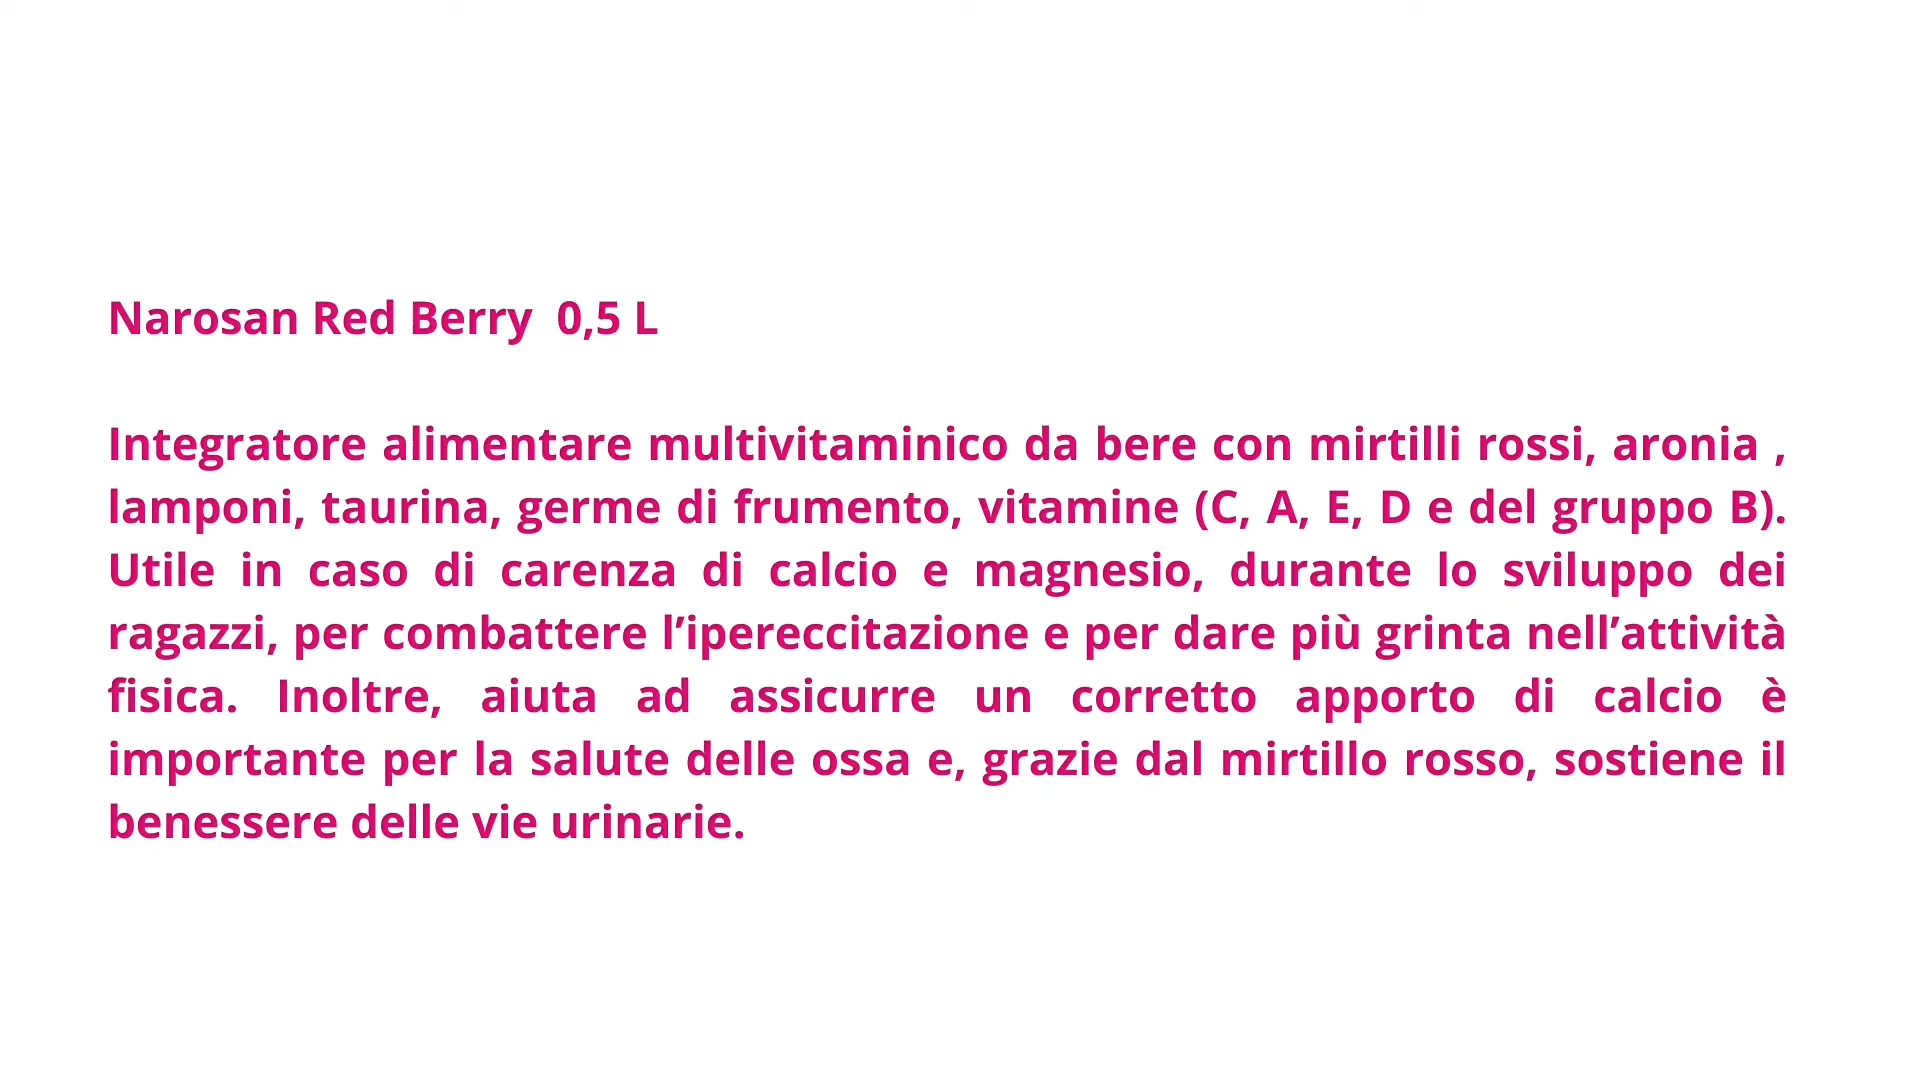 Narosan Red Berry  0,5 L
Integratore alimentare multivitaminico da bere con mirtilli rossi, aronia ,
lamponi, taurina, germe di frumento, vitamine (C, A, E, D e del gruppo B).
Utile in caso di carenza di calcio e magnesio, durante lo sviluppo dei
ragazzi, per combattere l’ipereccitazione e per dare più grinta nell’attività
fisica. Inoltre, aiuta ad assicurre un corretto apporto di calcio è
importante per la salute delle ossa e, grazie dal mirtillo rosso, sostiene il
benessere delle vie urinarie.